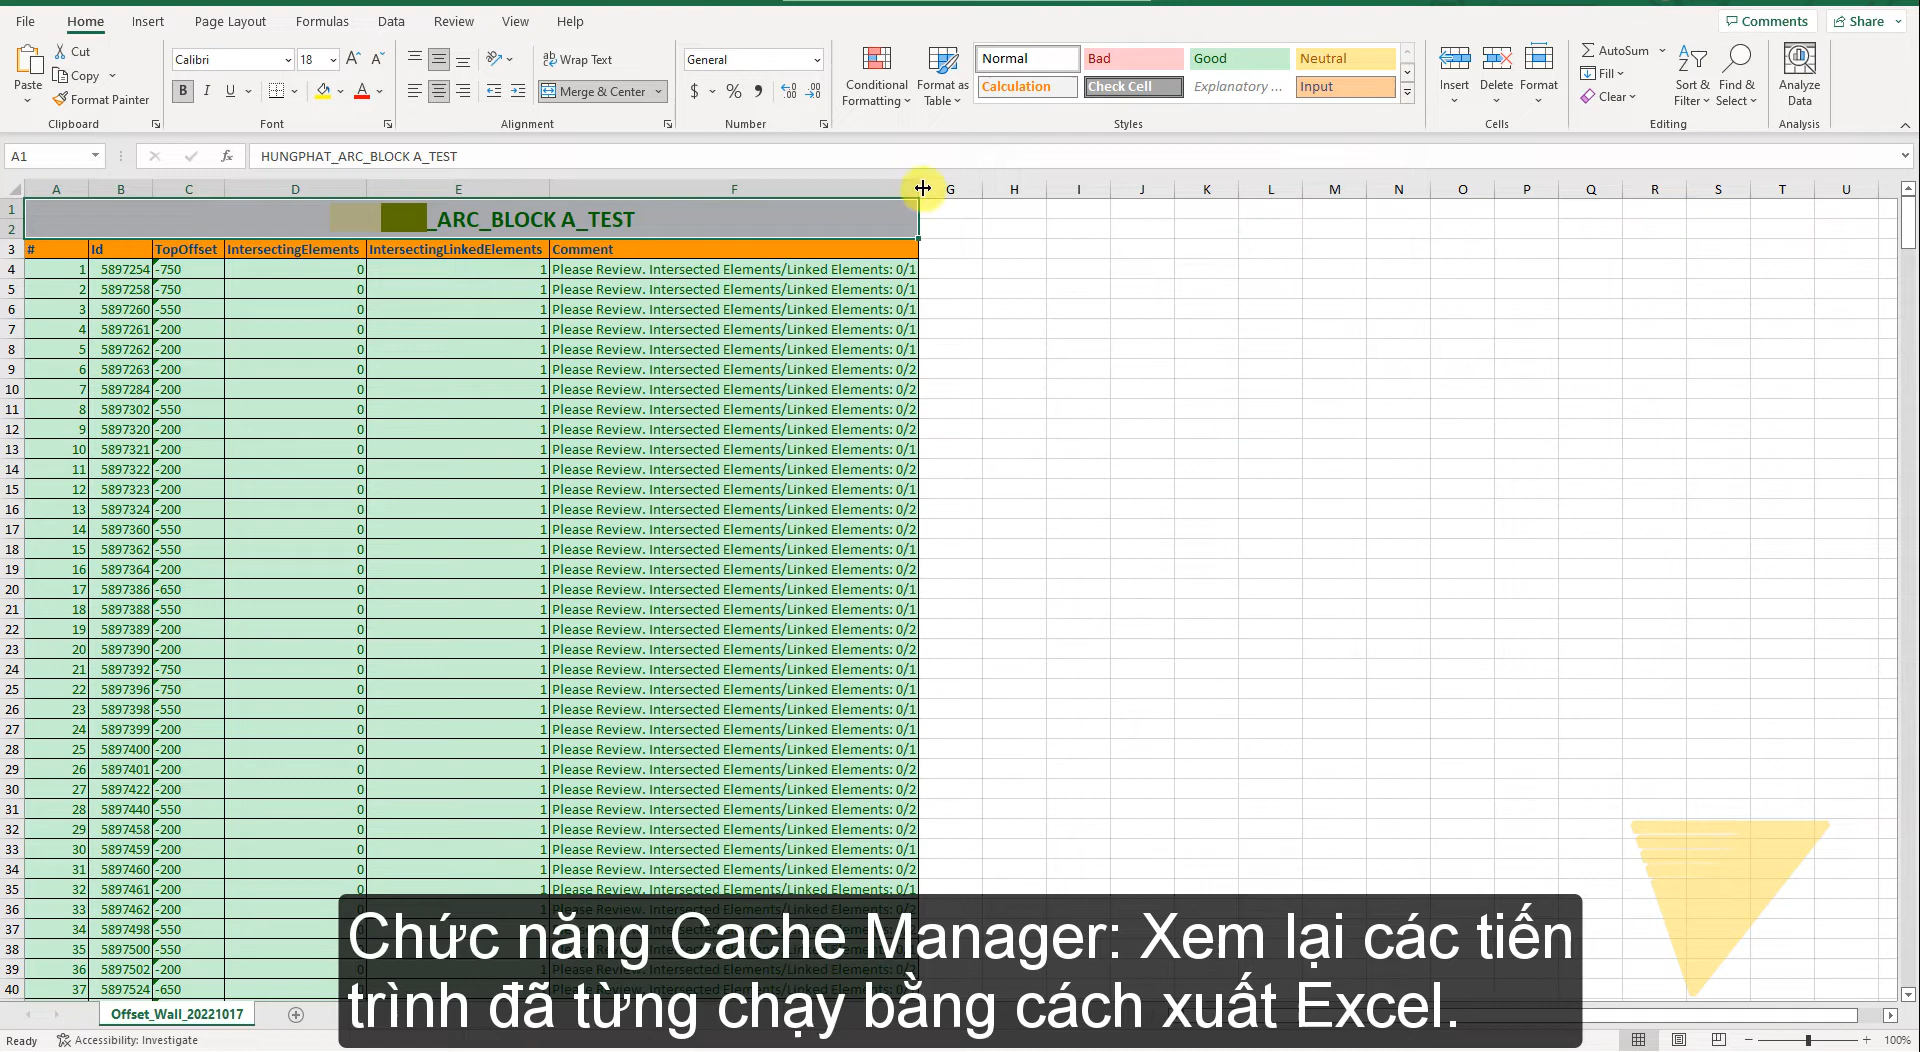 File Home Insert Page Layout Formulas Data Review View Help Comments Share
Cut
Copy
Format Painter
Paste
Clipboard
Calibri 18
B I U
Font
Wrap Text
Merge & Center
Alignment
General
$ %
Number
Conditional Formatting
Format as Table
Normal Bad Good Neutral
Calculation Check Cell Explanatory ... Input
Styles
Insert Delete Format
Cells
AutoSum
Fill
Clear
Sort & Filter
Find & Select
Editing
Analyze Data
Analysis
A1 fx HUNGPHAT_ARC_BLOCK A_TEST
A B C D E F G H I J K L M N O P Q R S T U
1
2 _ARC_BLOCK A_TEST
3 # Id TopOffset IntersectingElements IntersectingLinkedElements Comment
4 1 5897254 -750 0 1 Please Review. Intersected Elements/Linked Elements: 0/1
5 2 5897258 -750 0 1 Please Review. Intersected Elements/Linked Elements: 0/1
6 3 5897260 -550 0 1 Please Review. Intersected Elements/Linked Elements: 0/1
7 4 5897261 -200 0 1 Please Review. Intersected Elements/Linked Elements: 0/1
8 5 5897262 -200 0 1 Please Review. Intersected Elements/Linked Elements: 0/1
9 6 5897263 -200 0 1 Please Review. Intersected Elements/Linked Elements: 0/2
10 7 5897284 -200 0 1 Please Review. Intersected Elements/Linked Elements: 0/2
11 8 5897302 -550 0 1 Please Review. Intersected Elements/Linked Elements: 0/2
12 9 5897320 -200 0 1 Please Review. Intersected Elements/Linked Elements: 0/2
13 10 5897321 -200 0 1 Please Review. Intersected Elements/Linked Elements: 0/1
14 11 5897322 -200 0 1 Please Review. Intersected Elements/Linked Elements: 0/2
15 12 5897323 -200 0 1 Please Review. Intersected Elements/Linked Elements: 0/1
16 13 5897324 -200 0 1 Please Review. Intersected Elements/Linked Elements: 0/2
17 14 5897360 -550 0 1 Please Review. Intersected Elements/Linked Elements: 0/2
18 15 5897362 -550 0 1 Please Review. Intersected Elements/Linked Elements: 0/1
19 16 5897364 -200 0 1 Please Review. Intersected Elements/Linked Elements: 0/2
20 17 5897386 -650 0 1 Please Review. Intersected Elements/Linked Elements: 0/1
21 18 5897388 -550 0 1 Please Review. Intersected Elements/Linked Elements: 0/1
22 19 5897389 -200 0 1 Please Review. Intersected Elements/Linked Elements: 0/2
23 20 5897390 -200 0 1 Please Review. Intersected Elements/Linked Elements: 0/2
24 21 5897392 -750 0 1 Please Review. Intersected Elements/Linked Elements: 0/1
25 22 5897396 -750 0 1 Please Review. Intersected Elements/Linked Elements: 0/1
26 23 5897398 -550 0 1 Please Review. Intersected Elements/Linked Elements: 0/1
27 24 5897399 -200 0 1 Please Review. Intersected Elements/Linked Elements: 0/1
28 25 5897400 -200 0 1 Please Review. Intersected Elements/Linked Elements: 0/1
29 26 5897401 -200 0 1 Please Review. Intersected Elements/Linked Elements: 0/2
30 27 5897422 -200 0 1 Please Review. Intersected Elements/Linked Elements: 0/2
31 28 5897440 -550 0 1 Please Review. Intersected Elements/Linked Elements: 0/2
32 29 5897458 -200 0 1 Please Review. Intersected Elements/Linked Elements: 0/2
33 30 5897459 -200 0 1 Please Review. Intersected Elements/Linked Elements: 0/1
34 31 5897460 -200 0 1 Please Review. Intersected Elements/Linked Elements: 0/2
35 32 5897461 -200 0 1 Please Review. Intersected Elements/Linked Elements: 0/1
36 33 5897462 -200
37 34 5897498 -550
38 35 5897500 -550
39 36 5897502 -200
40 37 5897524 -650
Chức năng Cache Manager: Xem lại các tiến
trình đã từng chạy bằng cách xuất Excel.
Offset_Wall_20221017
Ready Accessibility: Investigate 100%